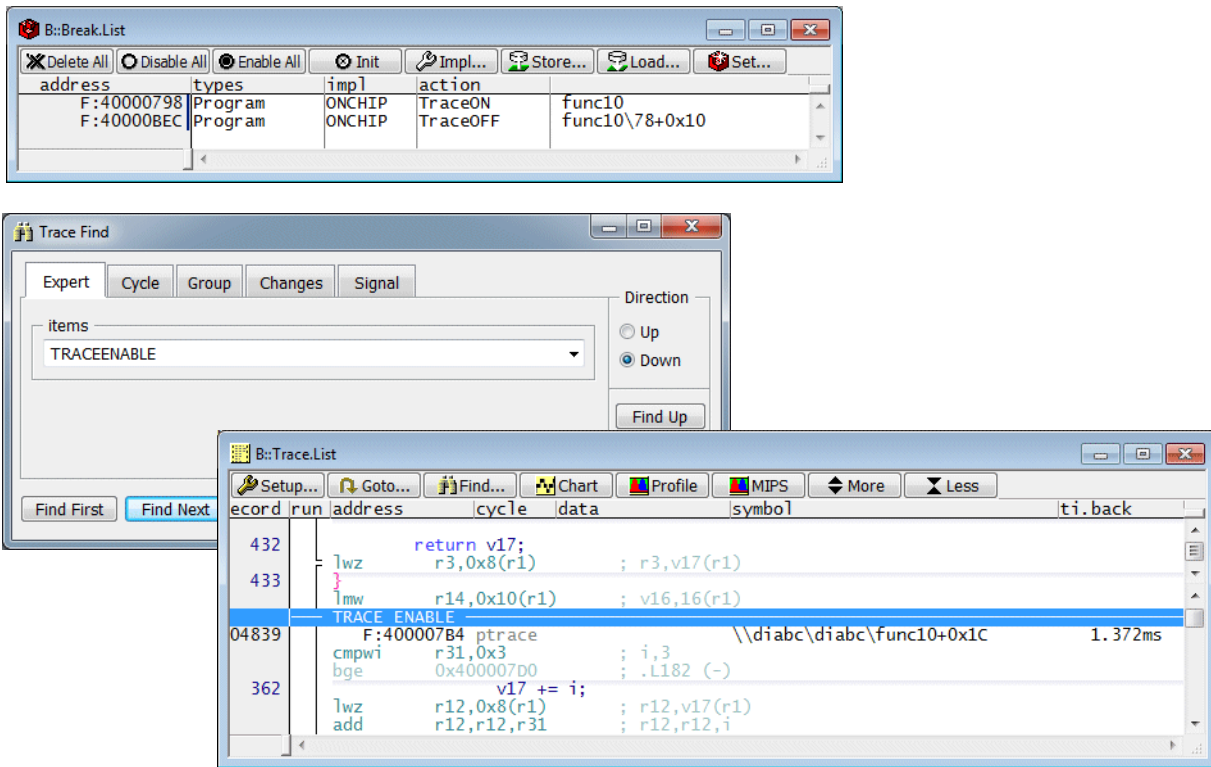 B::Break.List
Delete All Disable All Enable All Init Impl... Store... Load... Set...
address types impl action
F:40000798 Program ONCHIP TraceON func10
F:40000BEC Program ONCHIP TraceOFF func10\78+0x10
Trace Find
Expert Cycle Group Changes Signal
Direction
items
Up
TRACEENABLE
Down
Find Up
Find First Find Next
B::Trace.List
Setup... Goto... Find... Chart Profile MIPS More Less
ecord run address cycle data symbol ti.back
432 return v17;
lwz r3,0x8(r1) ; r3,v17(r1)
433 }
lmw r14,0x10(r1) ; v16,16(r1)
TRACE ENABLE
04839 F:400007B4 ptrace \\diabc\diabc\func10+0x1C 1.372ms
cmpwi r31,0x3 ; i,3
bge 0x400007D0 ; .L182 (-)
362 v17 += i;
lwz r12,0x8(r1) ; r12,v17(r1)
add r12,r12,r31 ; r12,r12,i